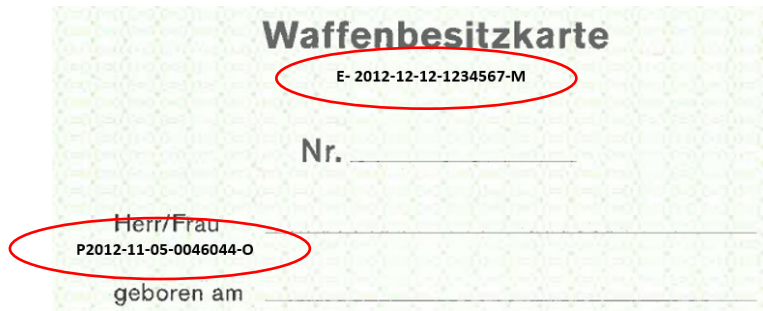 Waffenbesitzkarte
E- 2012-12-12-1234567-M
Nr.
Herr/Frau
P2012-11-05-0046044-O
geboren am